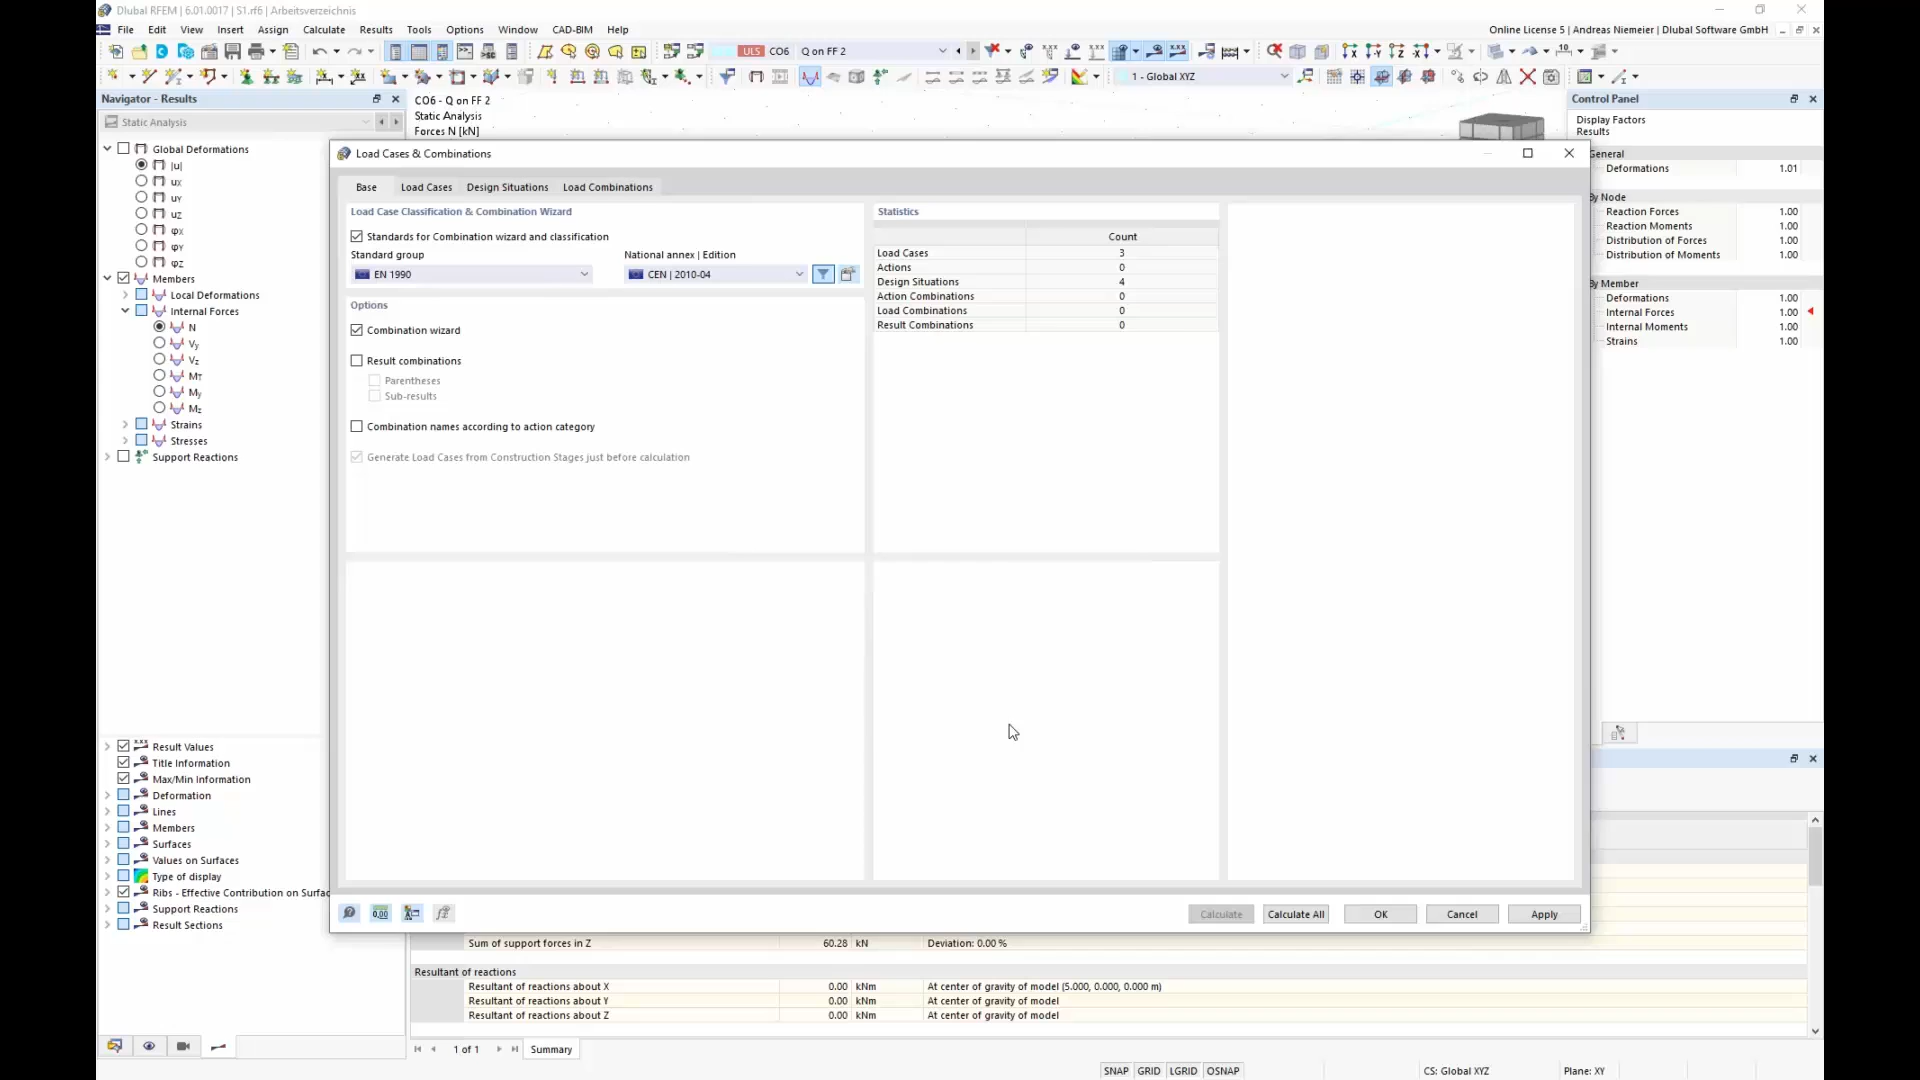 Dlubal RFEM | 6.01.0017 | S1.rf6 | Arbeitsverzeichnis
File Edit View Insert Assign Calculate Results Tools Options Window CAD-BIM Help
Online License 5 | Andreas Niemeier | Dlubal Software GmbH
ULS CO6 Q on FF 2
1 - Global XYZ
Navigator - Results
Static Analysis
Global Deformations
|u|
uX
uY
uZ
φX
φY
φZ
Members
Local Deformations
Internal Forces
N
Vy
Vz
MT
My
Mz
Strains
Stresses
Support Reactions
Result Values
Title Information
Max/Min Information
Deformation
Lines
Members
Surfaces
Values on Surfaces
Type of display
Ribs - Effective Contribution on Surfac
Support Reactions
Result Sections
CO6 - Q on FF 2
Static Analysis
Forces N [kN]
Load Cases & Combinations
Base Load Cases Design Situations Load Combinations
Load Case Classification & Combination Wizard
Standards for Combination wizard and classification
Standard group National annex | Edition
EN 1990 CEN | 2010-04
Options
Combination wizard
Result combinations
Parentheses
Sub-results
Combination names according to action category
Generate Load Cases from Construction Stages just before calculation
Statistics
Count
Load Cases 3
Actions 0
Design Situations 4
Action Combinations 0
Load Combinations 0
Result Combinations 0
0,00
Calculate Calculate All OK Cancel Apply
Control Panel
Display Factors
Results
General
Deformations 1.01
By Node
Reaction Forces 1.00
Reaction Moments 1.00
Distribution of Forces 1.00
Distribution of Moments 1.00
By Member
Deformations 1.00
Internal Forces 1.00
Internal Moments 1.00
Strains 1.00
Sum of support forces in Z 60.28 kN Deviation: 0.00 %
Resultant of reactions
Resultant of reactions about X 0.00 kNm At center of gravity of model (5.000, 0.000, 0.000 m)
Resultant of reactions about Y 0.00 kNm At center of gravity of model
Resultant of reactions about Z 0.00 kNm At center of gravity of model
1 of 1 Summary
SNAP GRID LGRID OSNAP CS: Global XYZ Plane: XY